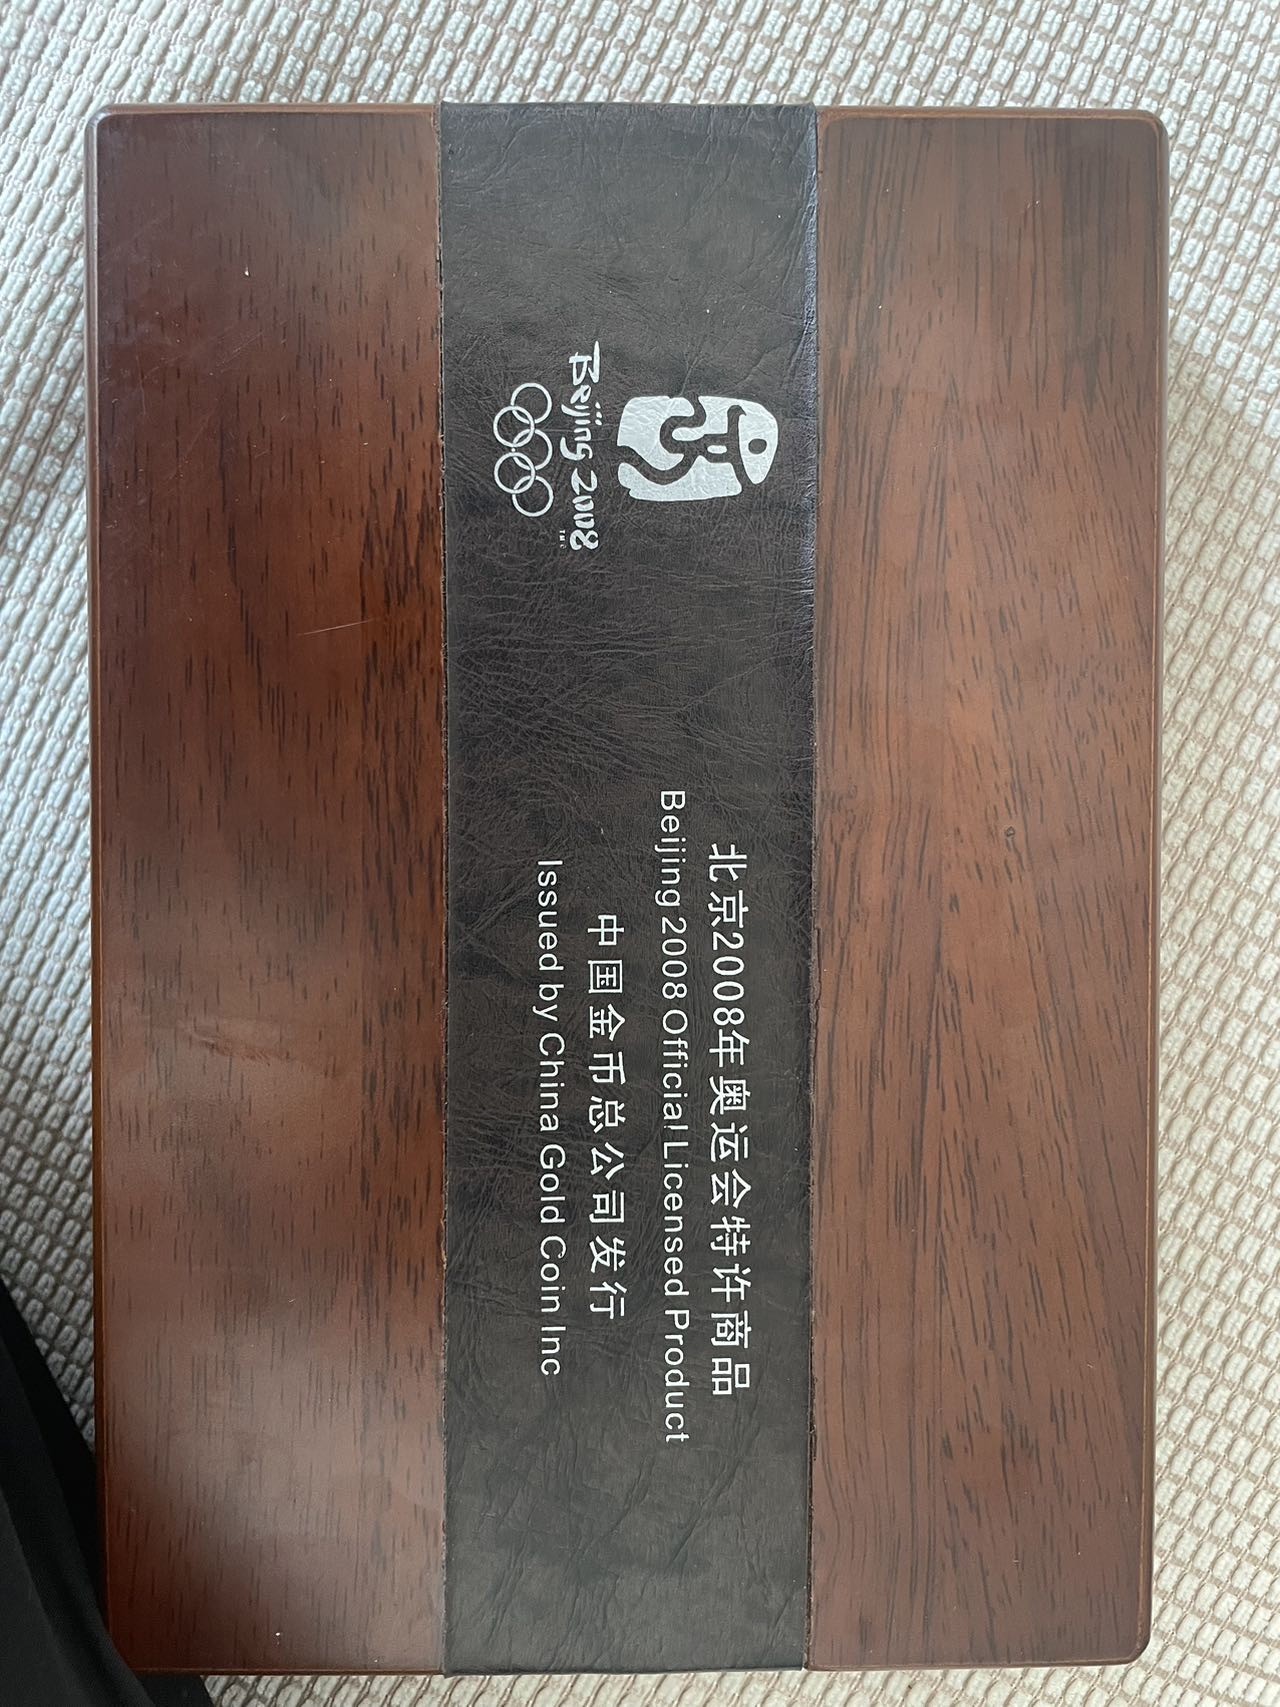 Beijing 2008
TM
北京2008年奥运会特许商品
Beijing 2008 Official Licensed Product
中国金币总公司发行
Issued by China Gold Coin Inc